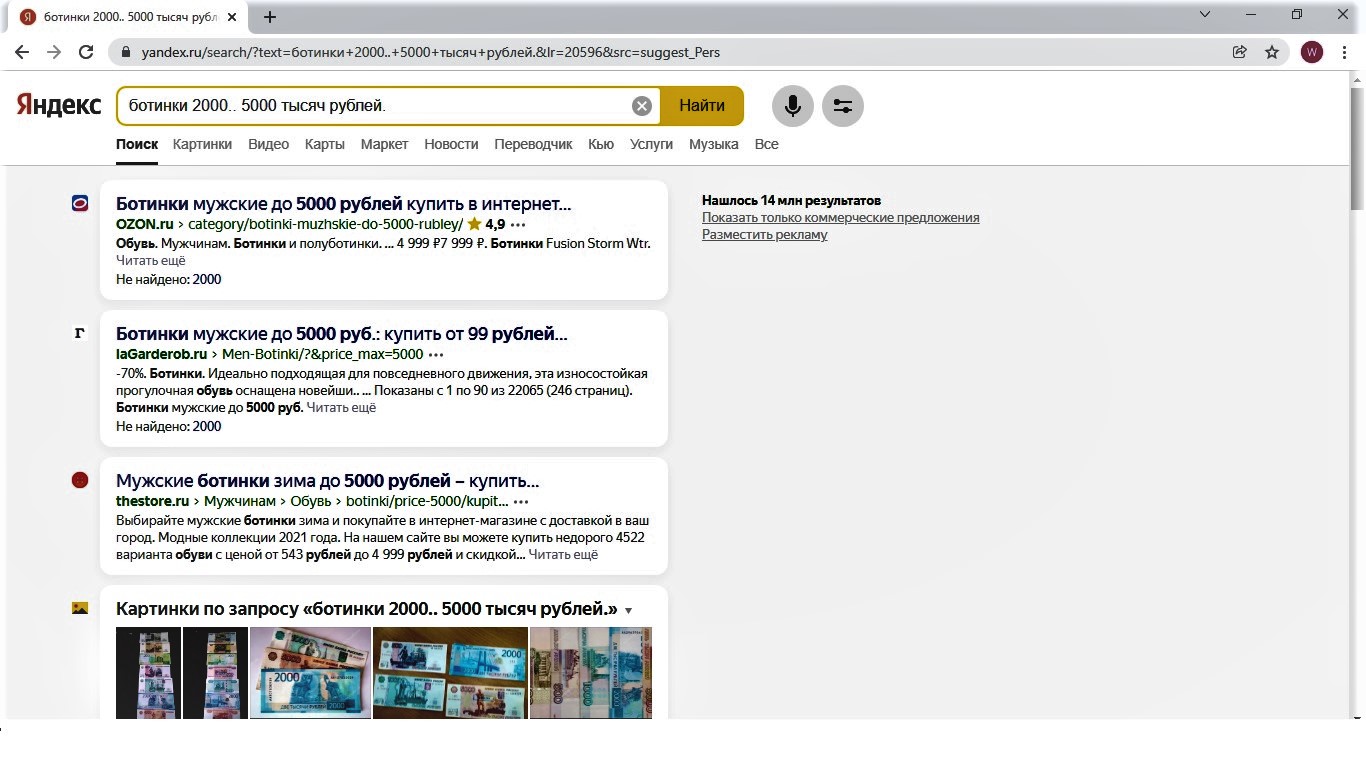 ботинки 2000.. 5000 тысяч рубл
yandex.ru/search/?text=ботинки+2000..+5000+тысяч+рублей.&lr=20596&src=suggest_Pers
W
Яндекс
ботинки 2000.. 5000 тысяч рублей.
Найти
Поиск Картинки Видео Карты Маркет Новости Переводчик Кью Услуги Музыка Все
Ботинки мужские до 5000 рублей купить в интернет...
OZON.ru › category/botinki-muzhskie-do-5000-rubley/ 4,9
Обувь. Мужчинам. Ботинки и полуботинки. ... 4 999 ₽7 999 ₽. Ботинки Fusion Storm Wtr.
Читать ещё
Не найдено: 2000
Нашлось 14 млн результатов
Показать только коммерческие предложения
Разместить рекламу
Г
Ботинки мужские до 5000 руб.: купить от 99 рублей...
laGarderob.ru › Men-Botinki/?&price_max=5000
-70%. Ботинки. Идеально подходящая для повседневного движения, эта износостойкая
прогулочная обувь оснащена новейши.. ... Показаны с 1 по 90 из 22065 (246 страниц).
Ботинки мужские до 5000 руб. Читать ещё
Не найдено: 2000
Мужские ботинки зима до 5000 рублей – купить...
thestore.ru › Мужчинам › Обувь › botinki/price-5000/kupit...
Выбирайте мужские ботинки зима и покупайте в интернет-магазине с доставкой в ваш
город. Модные коллекции 2021 года. На нашем сайте вы можете купить недорого 4522
варианта обуви с ценой от 543 рублей до 4 999 рублей и скидкой... Читать ещё
Картинки по запросу «ботинки 2000.. 5000 тысяч рублей.»
2000
2000